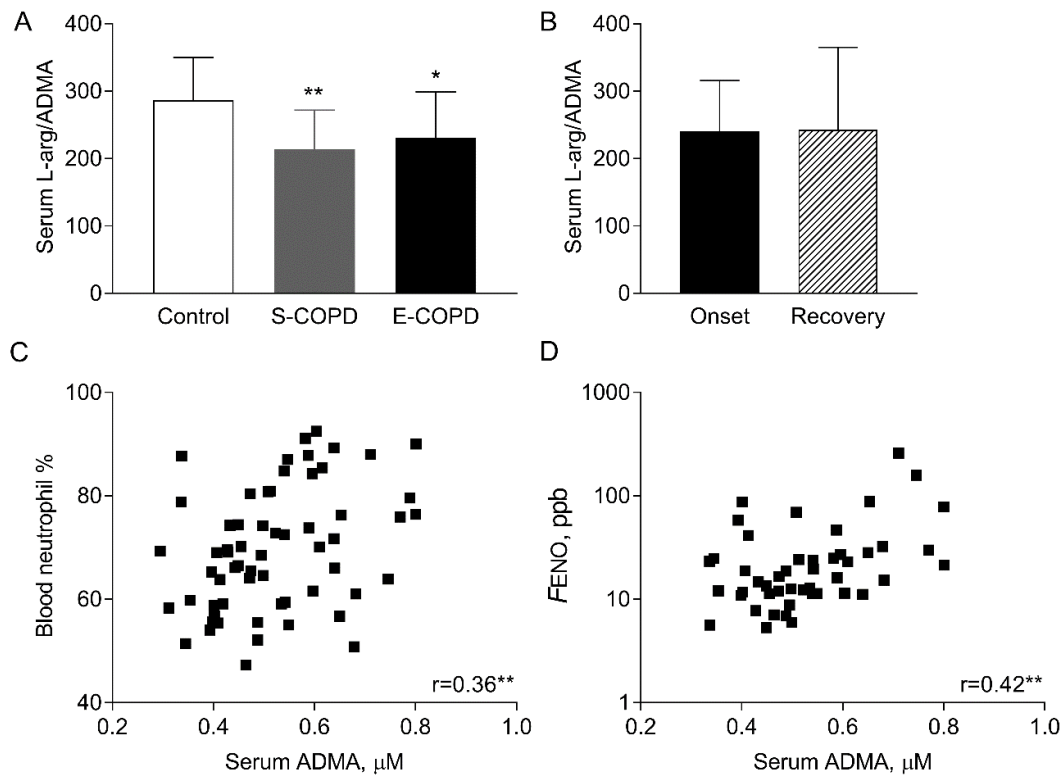 A
Serum L-arg/ADMA
400
300
200
100
0
**
*
Control S-COPD E-COPD
B
Serum L-arg/ADMA
400
300
200
100
0
Onset Recovery
C
Blood neutrophil %
100
80
60
40
r=0.36**
0.2 0.4 0.6 0.8 1.0
Serum ADMA, μM
D
FENO, ppb
1000
100
10
1
r=0.42**
0.2 0.4 0.6 0.8 1.0
Serum ADMA, μM